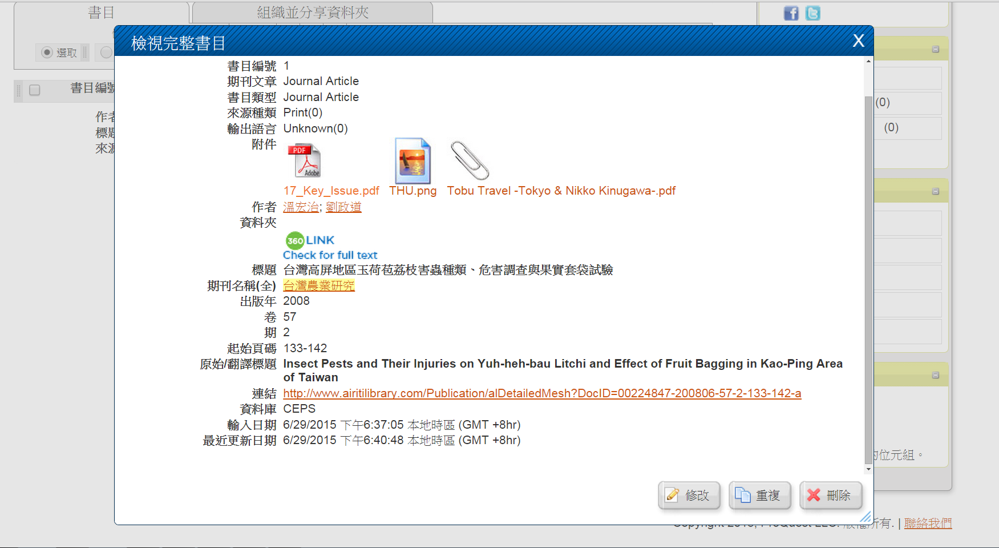 書目
組織並分享資料夾
選取
檢視完整書目
X
書目編號
作者
標題
來源
書目編號 1
期刊文章 Journal Article
書目類型 Journal Article
來源種類 Print(0)
輸出語言 Unknown(0)
附件
PDF
Adobe
17_Key_Issue.pdf THU.png Tobu Travel -Tokyo & Nikko Kinugawa-.pdf
作者 溫宏治; 劉政道
資料夾
360 LINK
Check for full text
標題 台灣高屏地區玉荷苞荔枝害蟲種類、危害調查與果實套袋試驗
期刊名稱(全) 台灣農業研究
出版年 2008
卷 57
期 2
起始頁碼 133-142
原始/翻譯標題 Insect Pests and Their Injuries on Yuh-heh-bau Litchi and Effect of Fruit Bagging in Kao-Ping Area
of Taiwan
連結 http://www.airitilibrary.com/Publication/alDetailedMesh?DocID=00224847-200806-57-2-133-142-a
資料庫 CEPS
輸入日期 6/29/2015 下午6:37:05 本地時區 (GMT +8hr)
最近更新日期 6/29/2015 下午6:40:48 本地時區 (GMT +8hr)
修改
重複
刪除
(0)
(0)
的位元組。
Copyright 2015, ProQuest LLC. 版權所有. | 聯絡我們